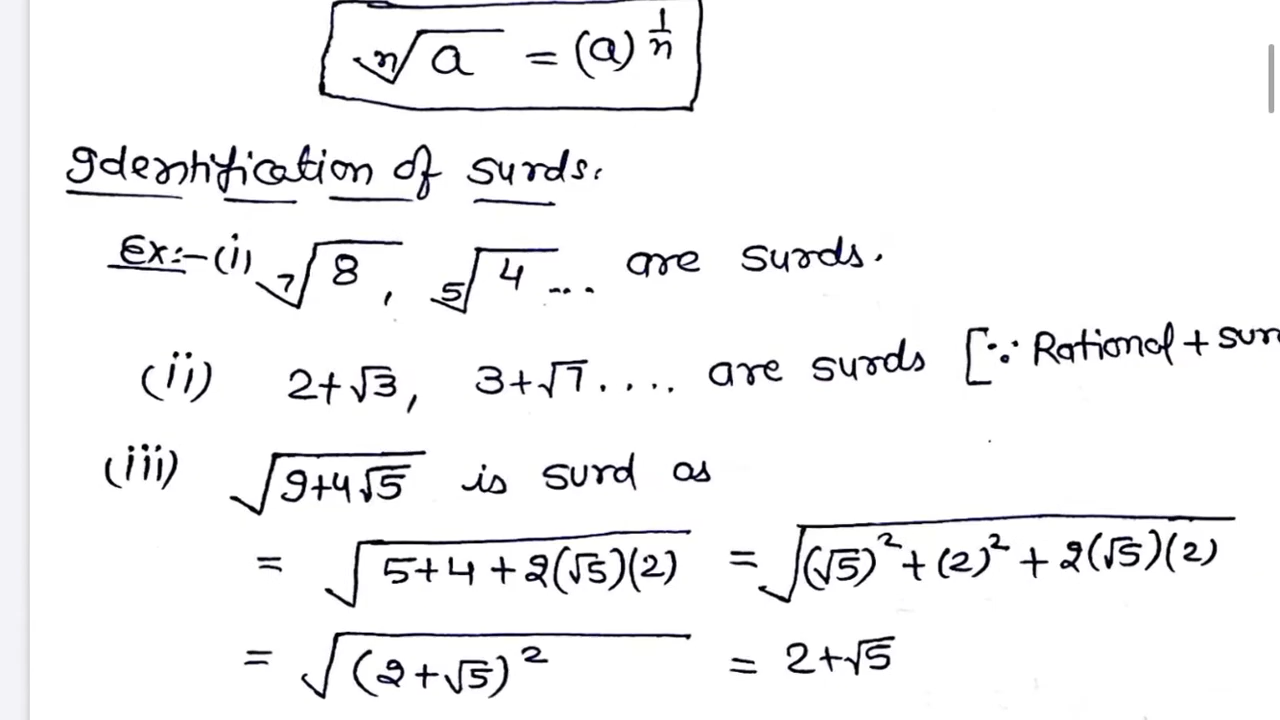 ⁿ√a = (a)^(1/n)
Identification of surds.
Ex:-(i) ⁷√8, ⁵√4 ... are surds.
(ii) 2+√3, 3+√7.... are surds [∵ Rational + sur
(iii) √(9+4√5) is surd as
= √(5+4+2(√5)(2)) = √((√5)²+(2)²+2(√5)(2))
= √((2+√5)²) = 2+√5